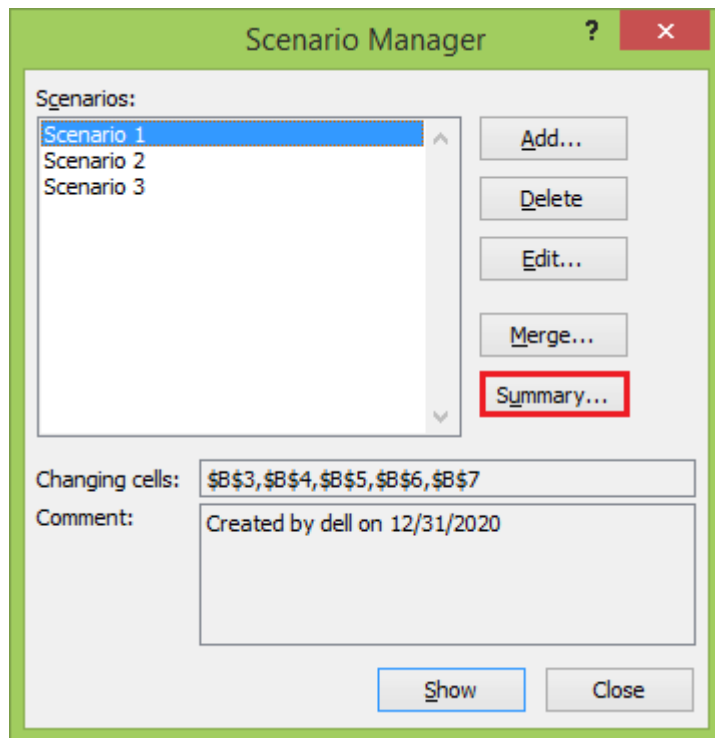 Scenario Manager
?
×
Scenarios:
Scenario 1
Scenario 2
Scenario 3
Add...
Delete
Edit...
Merge...
Summary...
Changing cells:
$B$3,$B$4,$B$5,$B$6,$B$7
Comment:
Created by dell on 12/31/2020
Show
Close